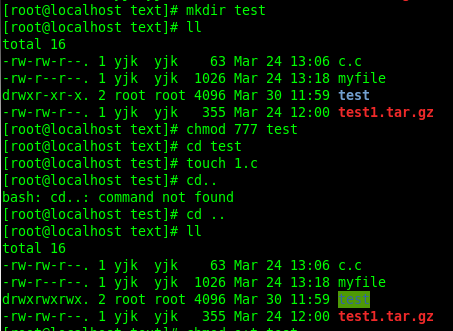 [root@localhost text]# mkdir test
[root@localhost text]# ll
total 16
-rw-rw-r--. 1 yjk  yjk    63 Mar 24 13:06 c.c
-rw-r--r--. 1 yjk  yjk  1026 Mar 24 13:18 myfile
drwxr-xr-x. 2 root root 4096 Mar 30 11:59 test
-rw-rw-r--. 1 yjk  yjk   355 Mar 24 12:00 test1.tar.gz
[root@localhost text]# chmod 777 test
[root@localhost text]# cd test
[root@localhost test]# touch 1.c
[root@localhost test]# cd..
bash: cd..: command not found
[root@localhost test]# cd ..
[root@localhost text]# ll
total 16
-rw-rw-r--. 1 yjk  yjk    63 Mar 24 13:06 c.c
-rw-r--r--. 1 yjk  yjk  1026 Mar 24 13:18 myfile
drwxrwxrwx. 2 root root 4096 Mar 30 11:59 test
-rw-rw-r--. 1 yjk  yjk   355 Mar 24 12:00 test1.tar.gz